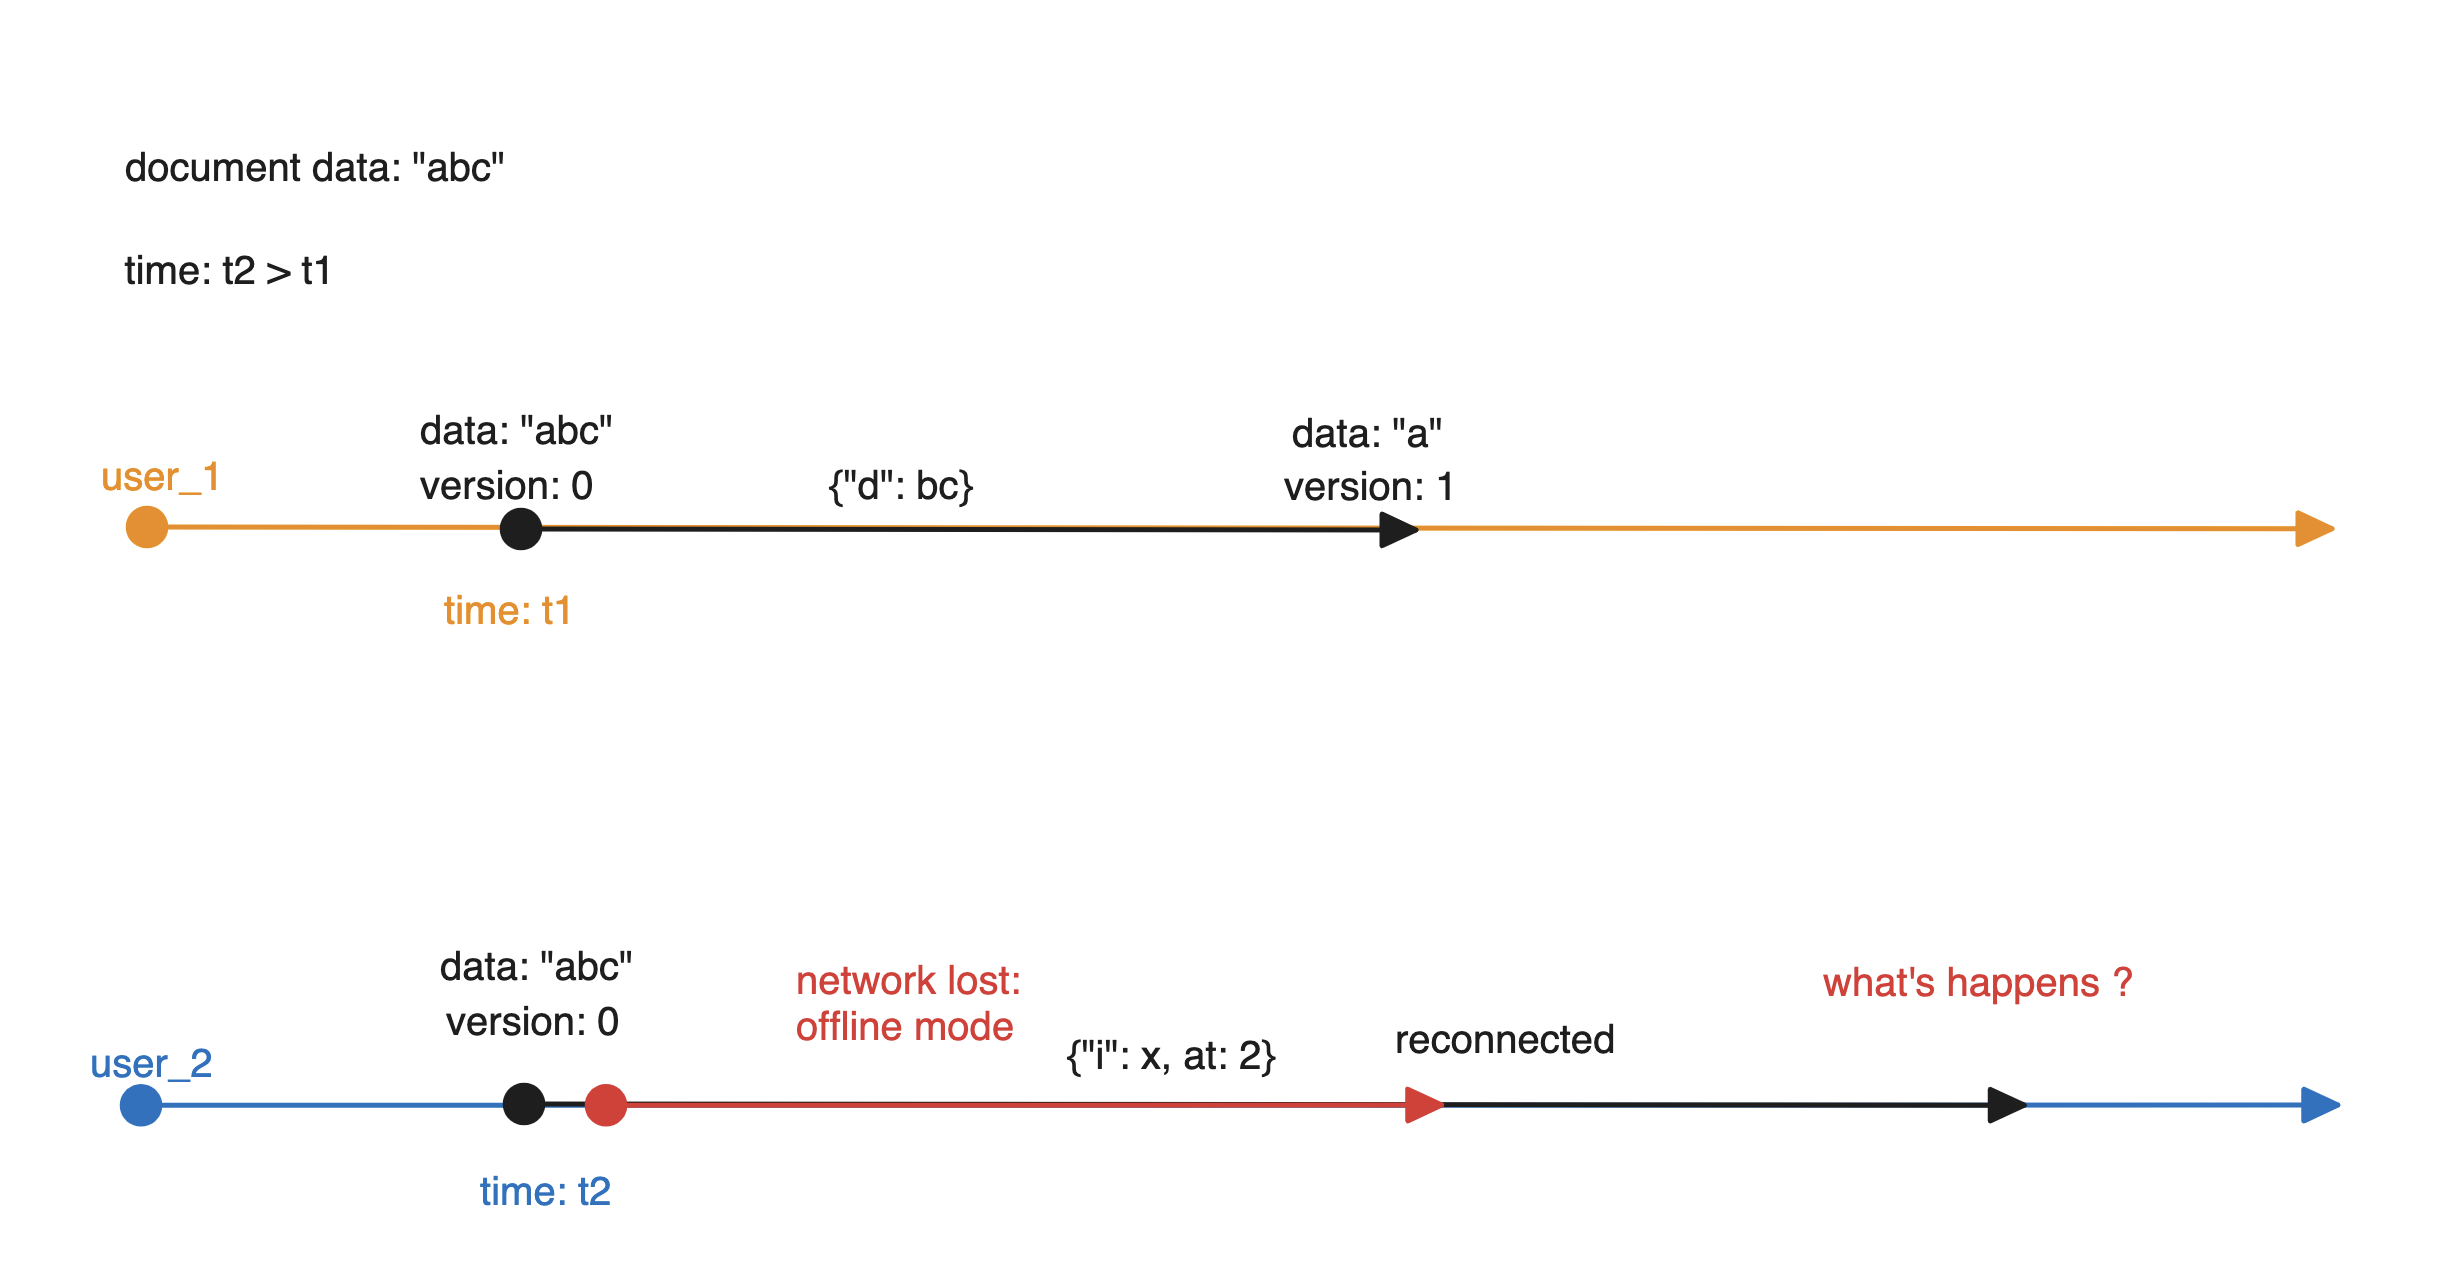 document data: "abc"
time: t2 > t1
data: "abc"
version: 0
{"d": bc}
data: "a"
version: 1
user_1
time: t1
data: "abc"
version: 0
network lost:
offline mode
{"i": x, at: 2}
reconnected
what's happens ?
user_2
time: t2